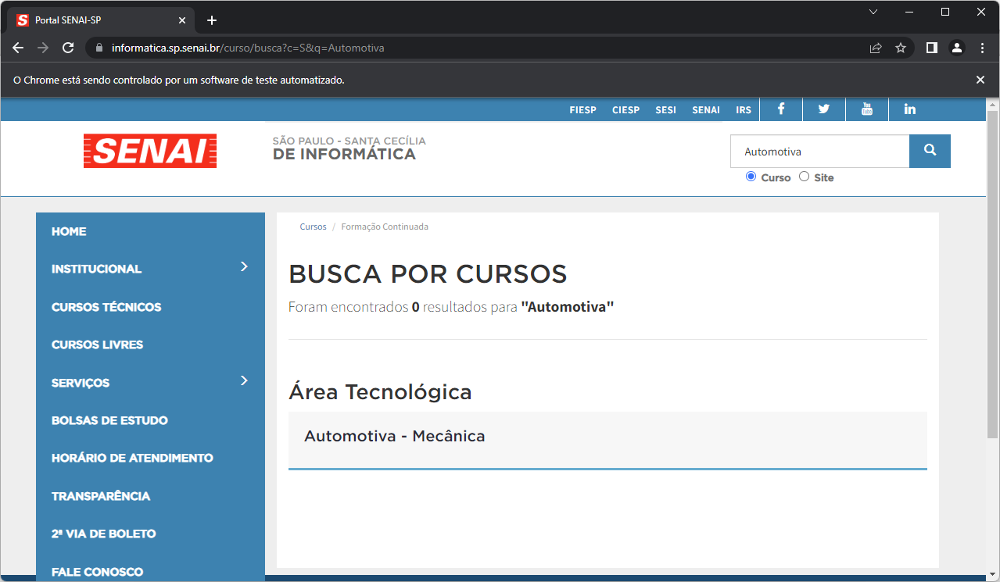 Portal SENAI-SP
informatica.sp.senai.br/curso/busca?c=S&q=Automotiva
O Chrome está sendo controlado por um software de teste automatizado.
FIESP CIESP SESI SENAI IRS
SENAI
SÃO PAULO - SANTA CECÍLIA
DE INFORMÁTICA
Automotiva
Curso Site
HOME
INSTITUCIONAL
CURSOS TÉCNICOS
CURSOS LIVRES
SERVIÇOS
BOLSAS DE ESTUDO
HORÁRIO DE ATENDIMENTO
TRANSPARÊNCIA
2ª VIA DE BOLETO
FALE CONOSCO
Cursos / Formação Continuada
BUSCA POR CURSOS
Foram encontrados 0 resultados para "Automotiva"
Área Tecnológica
Automotiva - Mecânica